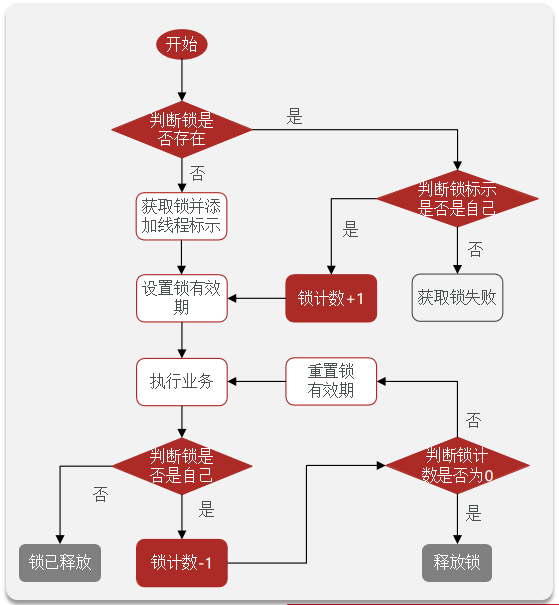 开始
判断锁是
否存在
是
否
获取锁并添
加线程标示
判断锁标示
是否是自己
是
否
设置锁有效
期
锁计数+1
获取锁失败
执行业务
重置锁
有效期
否
判断锁是
否是自己
判断锁计
数是否为0
否
是
是
锁已释放
锁计数-1
释放锁